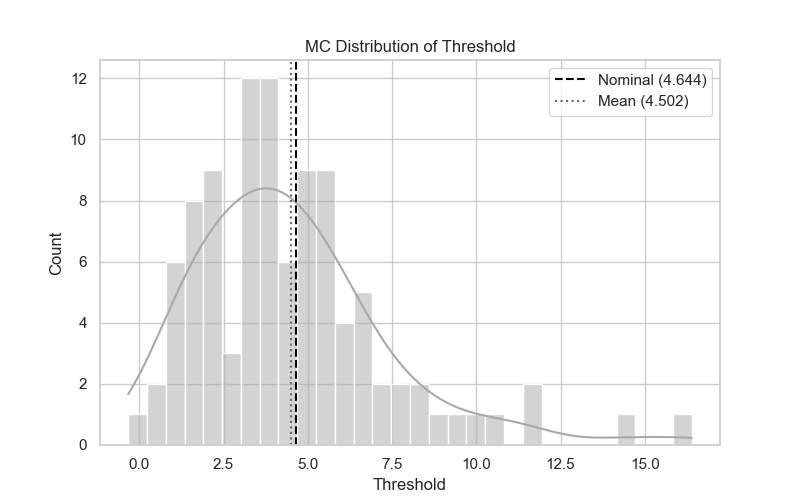 MC Distribution of Threshold
Nominal (4.644)
Mean (4.502)
12
10
8
6
4
2
0
Count
0.0 2.5 5.0 7.5 10.0 12.5 15.0
Threshold